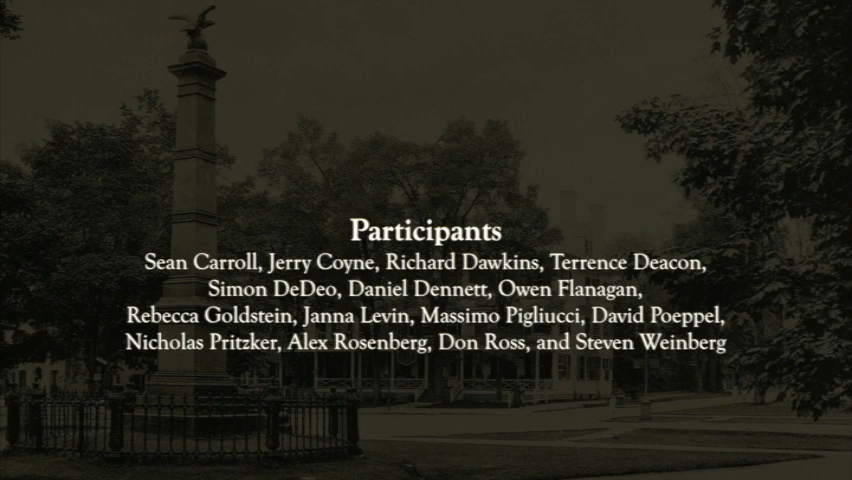 Participants
Sean Carroll, Jerry Coyne, Richard Dawkins, Terrence Deacon,
Simon DeDeo, Daniel Dennett, Owen Flanagan,
Rebecca Goldstein, Janna Levin, Massimo Pigliucci, David Poeppel,
Nicholas Pritzker, Alex Rosenberg, Don Ross, and Steven Weinberg